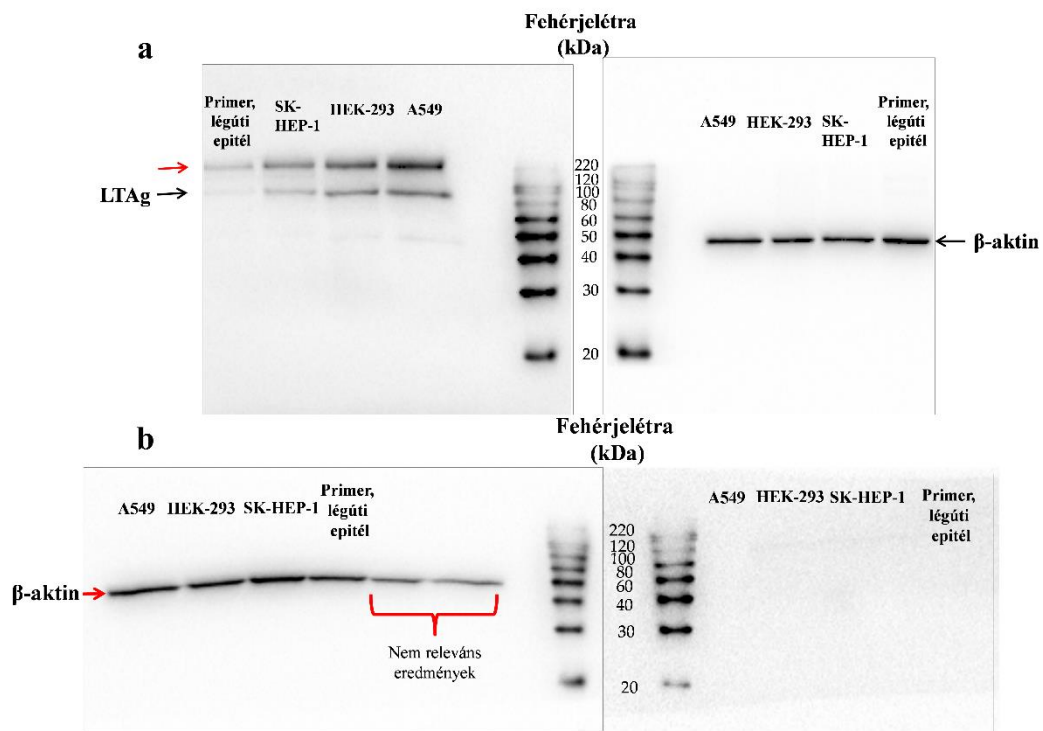 a
Fehérjelétra
(kDa)
Primer,
légúti
epitél
SK-
HEP-1
HEK-293
A549
LTAg
220
120
100
80
60
50
40
30
20
A549
HEK-293
SK-
HEP-1
Primer,
légúti
epitél
β-aktin
b
Fehérjelétra
(kDa)
A549
HEK-293
SK-HEP-1
Primer,
légúti
epitél
β-aktin
Nem releváns
eredmények
220
120
100
80
60
40
30
20
A549
HEK-293
SK-HEP-1
Primer,
légúti
epitél